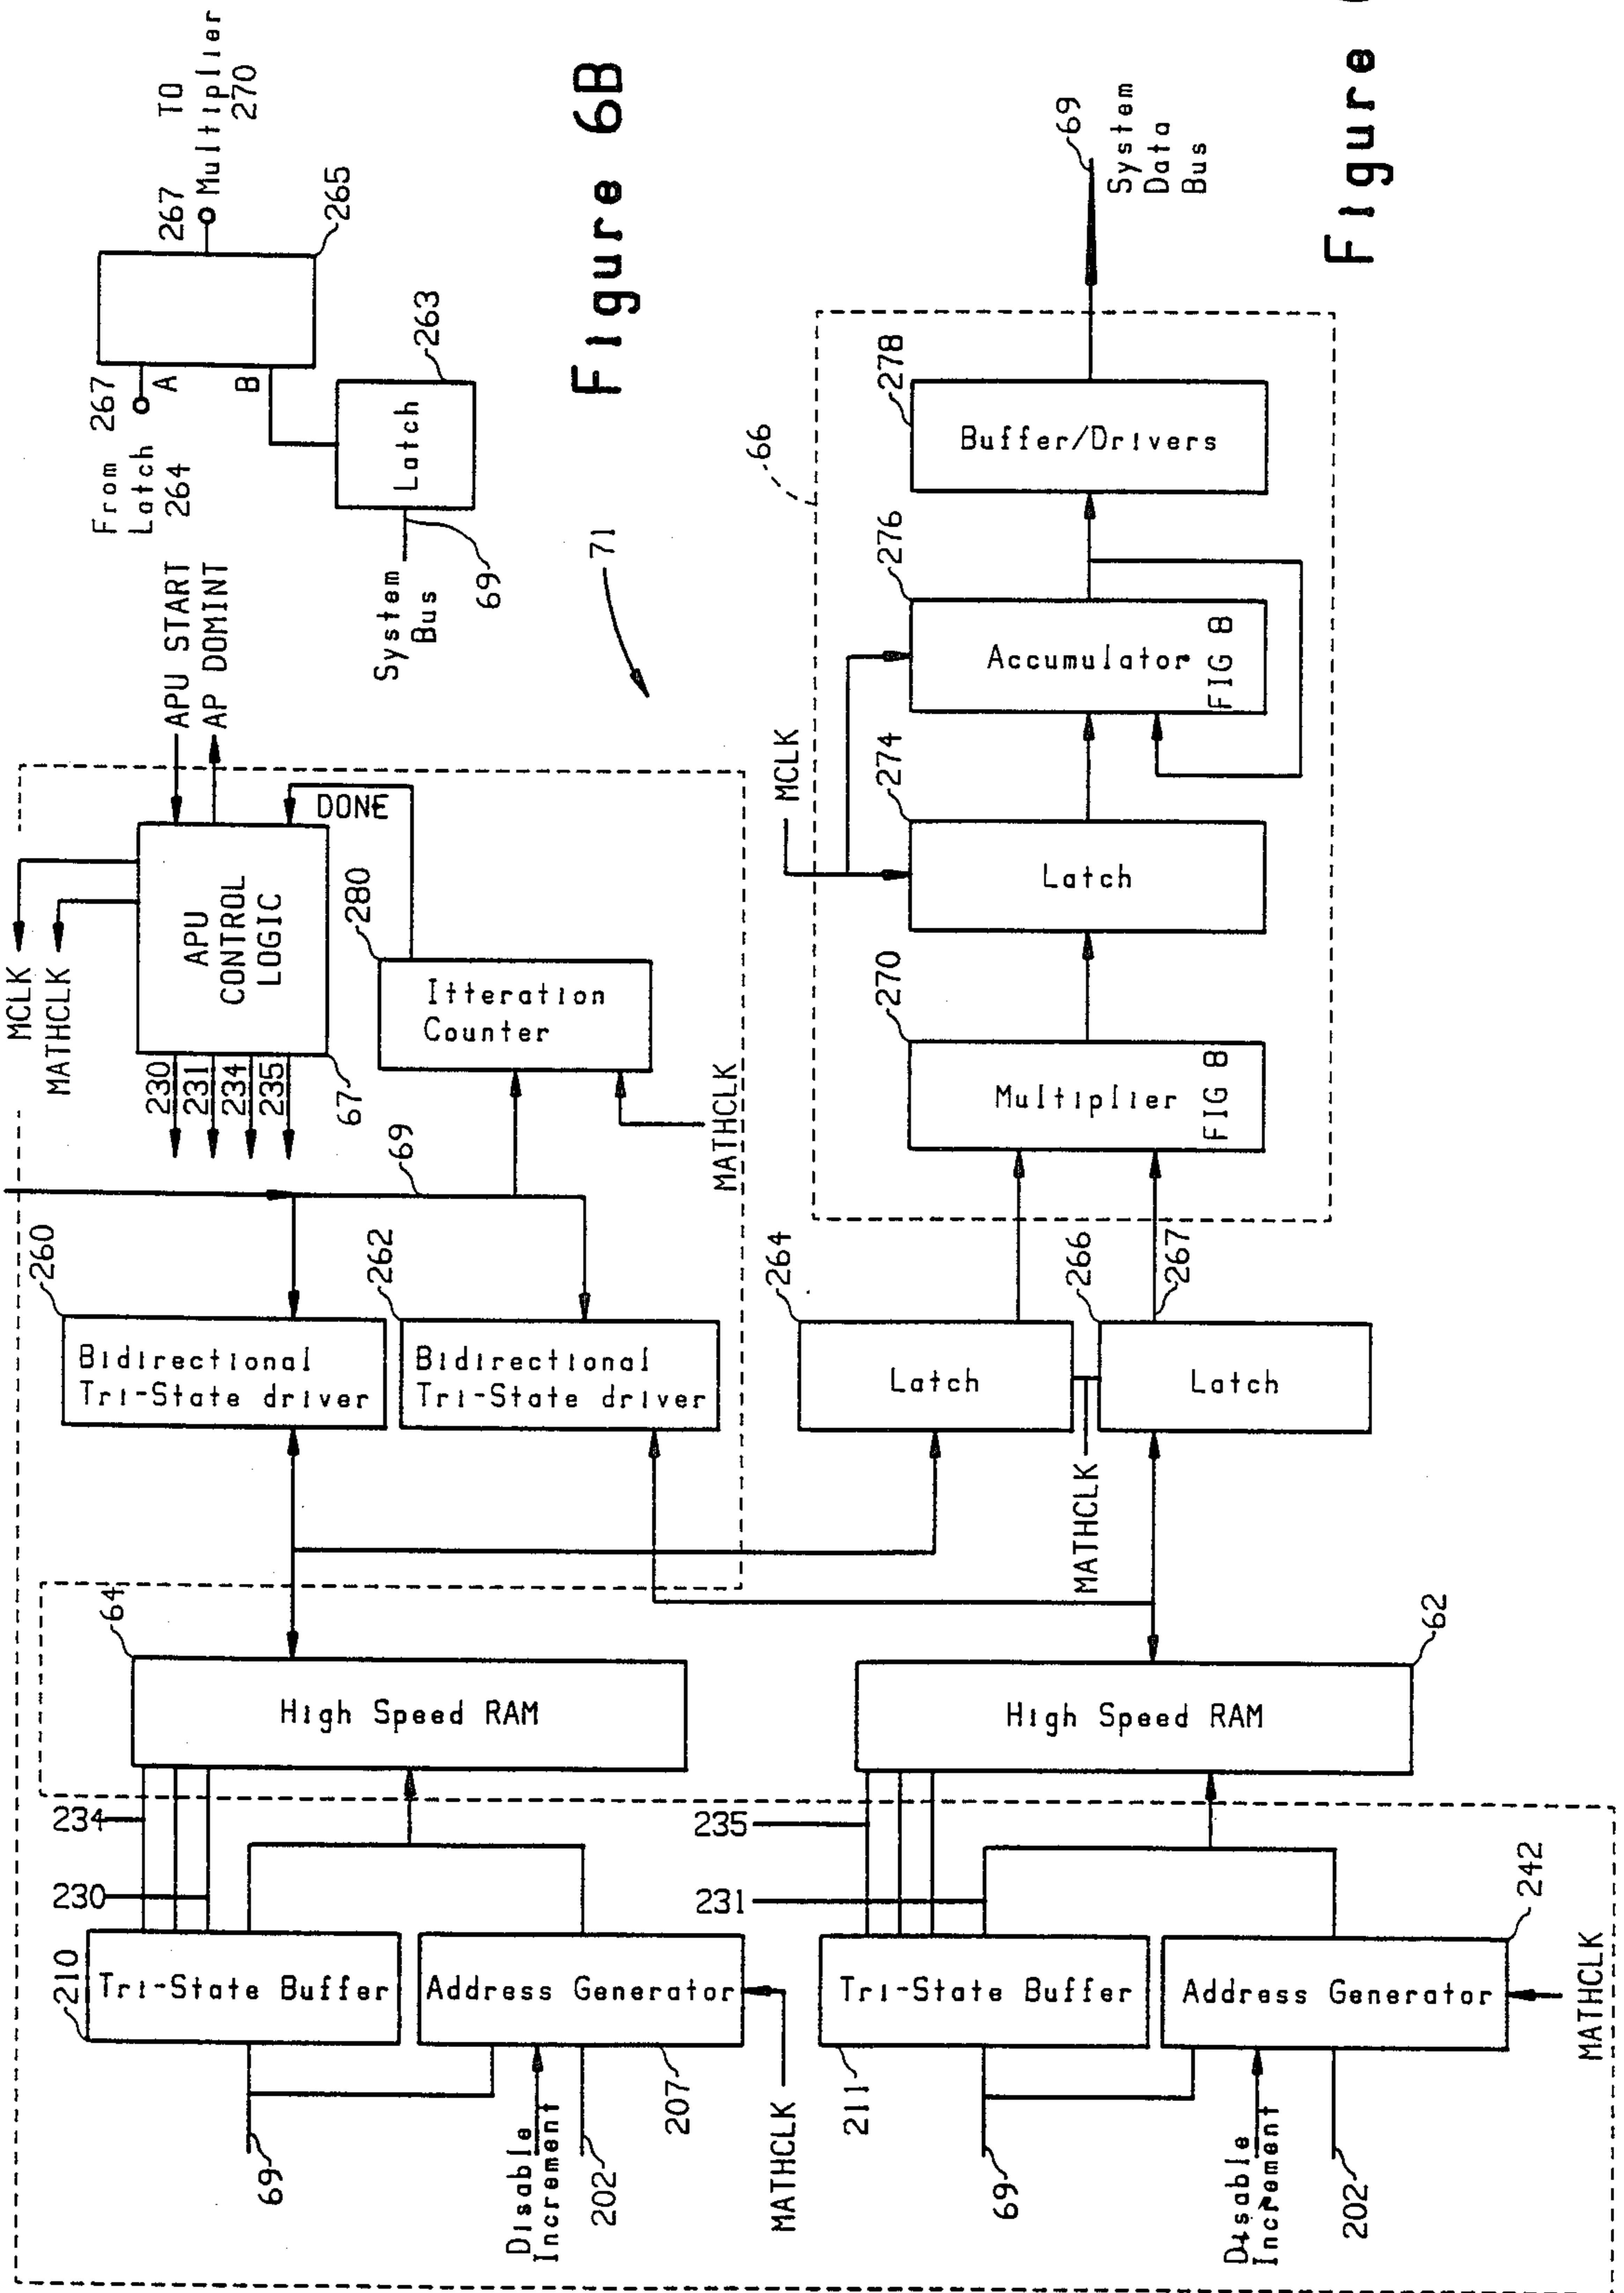 MCLK
MATHCLK
230
231
234
235
APU
CONTROL
LOGIC
67
APU START
AP DOMINT
DONE
280
Itteration
Counter
MATHCLK
69
260
Bidirectional
Tri-State driver
262
Bidirectional
Tri-State driver
64
High Speed RAM
234
230
210
Tri-State Buffer
Address Generator
69
Disable
Increment
202
207
MATHCLK
From
Latch
264
267
A
B
267
TO
Multiplier
270
265
263
Latch
System
Bus
69
Figure 6B
71
66
MCLK
270
Multiplier
FIG 8
274
Latch
276
Accumulator
FIG 8
278
Buffer/Drivers
69
System
Data
Bus
264
Latch
266
Latch
267
MATHCLK
62
High Speed RAM
235
231
Tri-State Buffer
211
Address Generator
242
69
Disable
Increment
202
MATHCLK
Figure